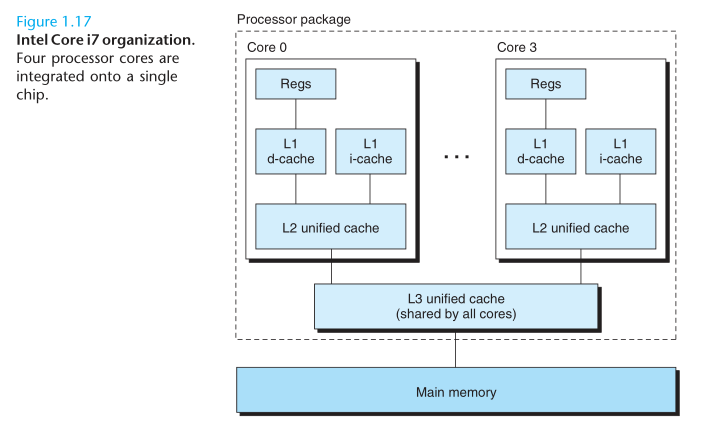 Figure 1.17
Intel Core i7 organization.
Four processor cores are
integrated onto a single
chip.
Processor package
Core 0
Regs
L1
d-cache
L1
i-cache
L2 unified cache
...
Core 3
Regs
L1
d-cache
L1
i-cache
L2 unified cache
L3 unified cache
(shared by all cores)
Main memory